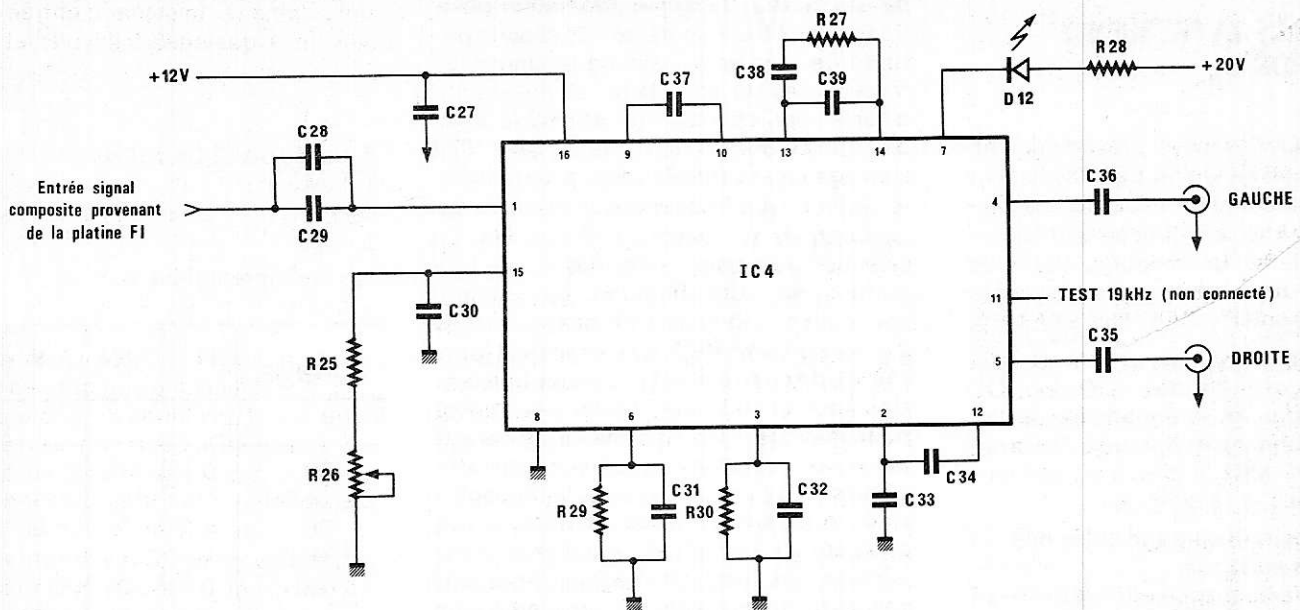 R27
+12V
C38
C39
C37
C27
R28
+20V
D12
C28
C29
Entrée signal
composite provenant
de la platine FI
16
9
10
13
14
7
1
4
C36
GAUCHE
IC4
15
11
TEST 19kHz (non connecté)
C30
5
C35
DROITE
R25
8
6
3
2
12
R26
R29
C31
R30
C32
C33
C34